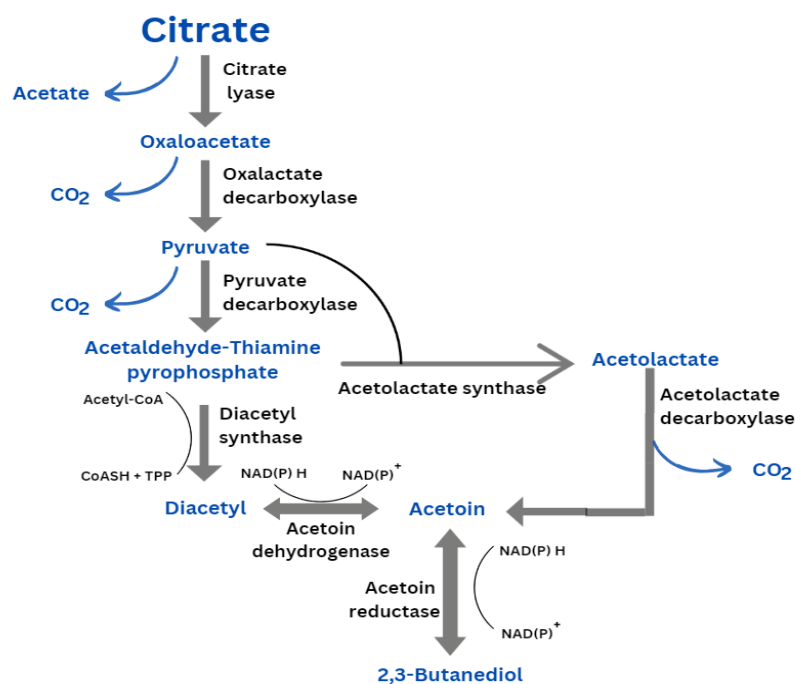 Citrate
Citrate
lyase
Acetate
Oxaloacetate
Oxalactate
decarboxylase
CO2
Pyruvate
Pyruvate
decarboxylase
CO2
Acetaldehyde-Thiamine
pyrophosphate
Acetolactate synthase
Acetolactate
Acetolactate
decarboxylase
CO2
Acetyl-CoA
Diacetyl
synthase
CoASH + TPP
NAD(P) H
NAD(P)+
Diacetyl
Acetoin
dehydrogenase
Acetoin
NAD(P) H
Acetoin
reductase
NAD(P)+
2,3-Butanediol